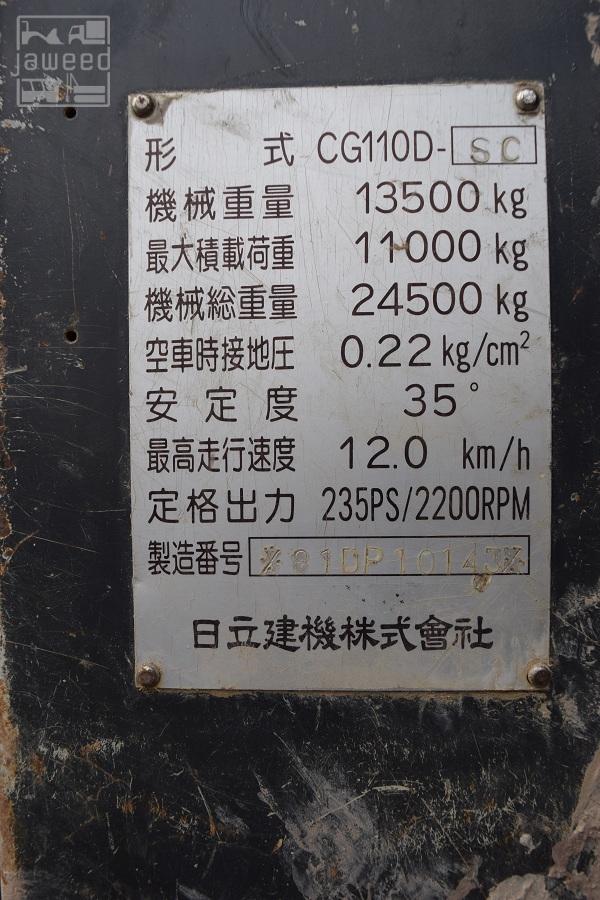 jaweed
形 式 CG110D-SC
機械重量 13500 kg
最大積載荷重 11000 kg
機械総重量 24500 kg
空車時接地圧 0.22 kg/cm²
安定度 35°
最高走行速度 12.0 km/h
定格出力 235PS/2200RPM
製造番号 ※81DP10143※
日立建機株式會社